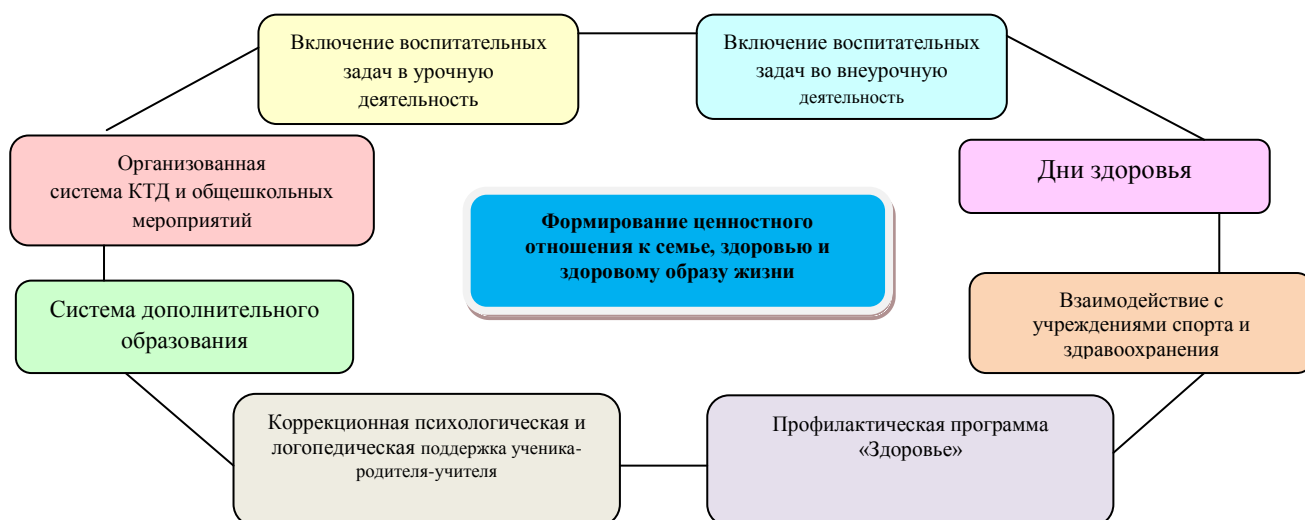 Включение воспитательных
задач в урочную
деятельность
Включение воспитательных
задач во внеурочную
деятельность
Организованная
система КТД и общешкольных
мероприятий
Дни здоровья
Формирование ценностного
отношения к семье, здоровью и
здоровому образу жизни
Система дополнительного
образования
Взаимодействие с
учреждениями спорта и
здравоохранения
Коррекционная психологическая и
логопедическая поддержка ученика-
родителя-учителя
Профилактическая программа
«Здоровье»